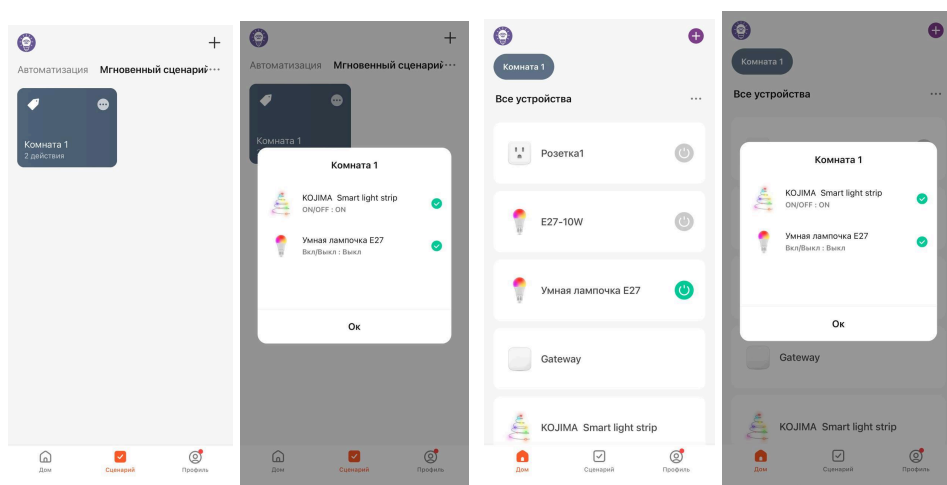 Автоматизация Мгновенный сценарий ...
Комната 1
2 действия
Дом Сценарий Профиль
Автоматизация Мгновенный сценарий ...
Комната 1
Комната 1
KOJIMA Smart light strip
ON/OFF : ON
Умная лампочка E27
Вкл/Выкл : Выкл
Ок
Дом Сценарий Профиль
Комната 1
Все устройства ...
Розетка1
E27-10W
Умная лампочка E27
Gateway
KOJIMA Smart light strip
Дом Сценарий Профиль
Комната 1
Все устройства ...
Комната 1
KOJIMA Smart light strip
ON/OFF : ON
Умная лампочка E27
Вкл/Выкл : Выкл
Ок
Gateway
KOJIMA Smart light strip
Дом Сценарий Профиль